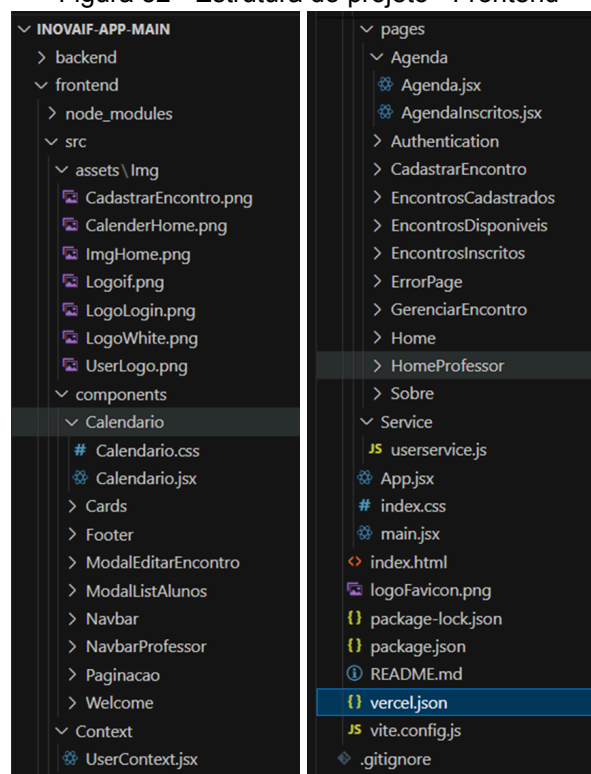 Figura 32 - Estrutura do projeto - Frontend
INOVAIF-APP-MAIN
backend
frontend
node_modules
src
assets\Img
CadastrarEncontro.png
CalenderHome.png
ImgHome.png
Logoif.png
LogoLogin.png
LogoWhite.png
UserLogo.png
components
Calendario
# Calendario.css
Calendario.jsx
Cards
Footer
ModalEditarEncontro
ModalListAlunos
Navbar
NavbarProfessor
Paginacao
Welcome
Context
UserContext.jsx
pages
Agenda
Agenda.jsx
AgendaInscritos.jsx
Authentication
CadastrarEncontro
EncontrosCadastrados
EncontrosDisponiveis
EncontrosInscritos
ErrorPage
GerenciarEncontro
Home
HomeProfessor
Sobre
Service
JS userservice.js
App.jsx
# index.css
main.jsx
<> index.html
logoFavicon.png
{} package-lock.json
{} package.json
README.md
{} vercel.json
JS vite.config.js
.gitignore